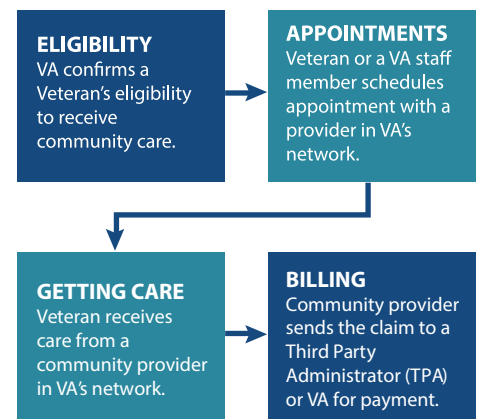 ELIGIBILITY
VA confirms a
Veteran’s eligibility
to receive
community care.
APPOINTMENTS
Veteran or a VA staff
member schedules
appointment with a
provider in VA’s
network.
GETTING CARE
Veteran receives
care from a
community provider
in VA’s network.
BILLING
Community provider
sends the claim to a
Third Party
Administrator (TPA)
or VA for payment.